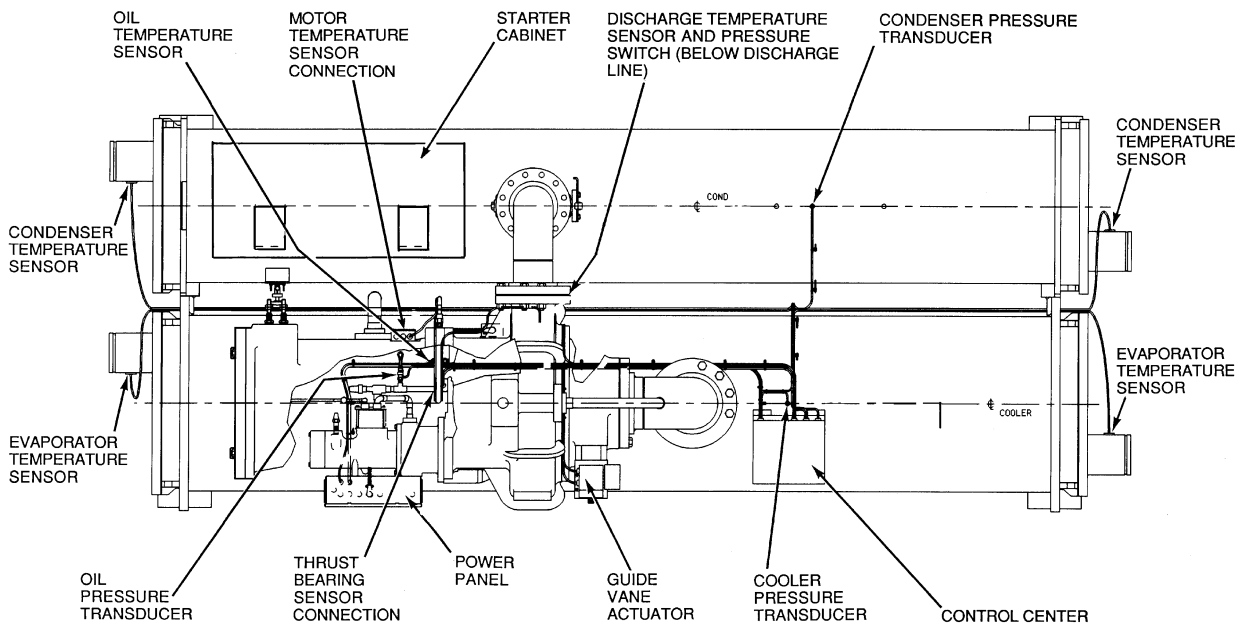 OIL
TEMPERATURE
SENSOR
MOTOR
TEMPERATURE
SENSOR
CONNECTION
STARTER
CABINET
DISCHARGE TEMPERATURE
SENSOR AND PRESSURE
SWITCH (BELOW DISCHARGE
LINE)
CONDENSER PRESSURE
TRANSDUCER
CONDENSER
TEMPERATURE
SENSOR
COND
CONDENSER
TEMPERATURE
SENSOR
EVAPORATOR
TEMPERATURE
SENSOR
COOLER
EVAPORATOR
TEMPERATURE
SENSOR
OIL
PRESSURE
TRANSDUCER
THRUST
BEARING
SENSOR
CONNECTION
POWER
PANEL
GUIDE
VANE
ACTUATOR
COOLER
PRESSURE
TRANSDUCER
CONTROL CENTER